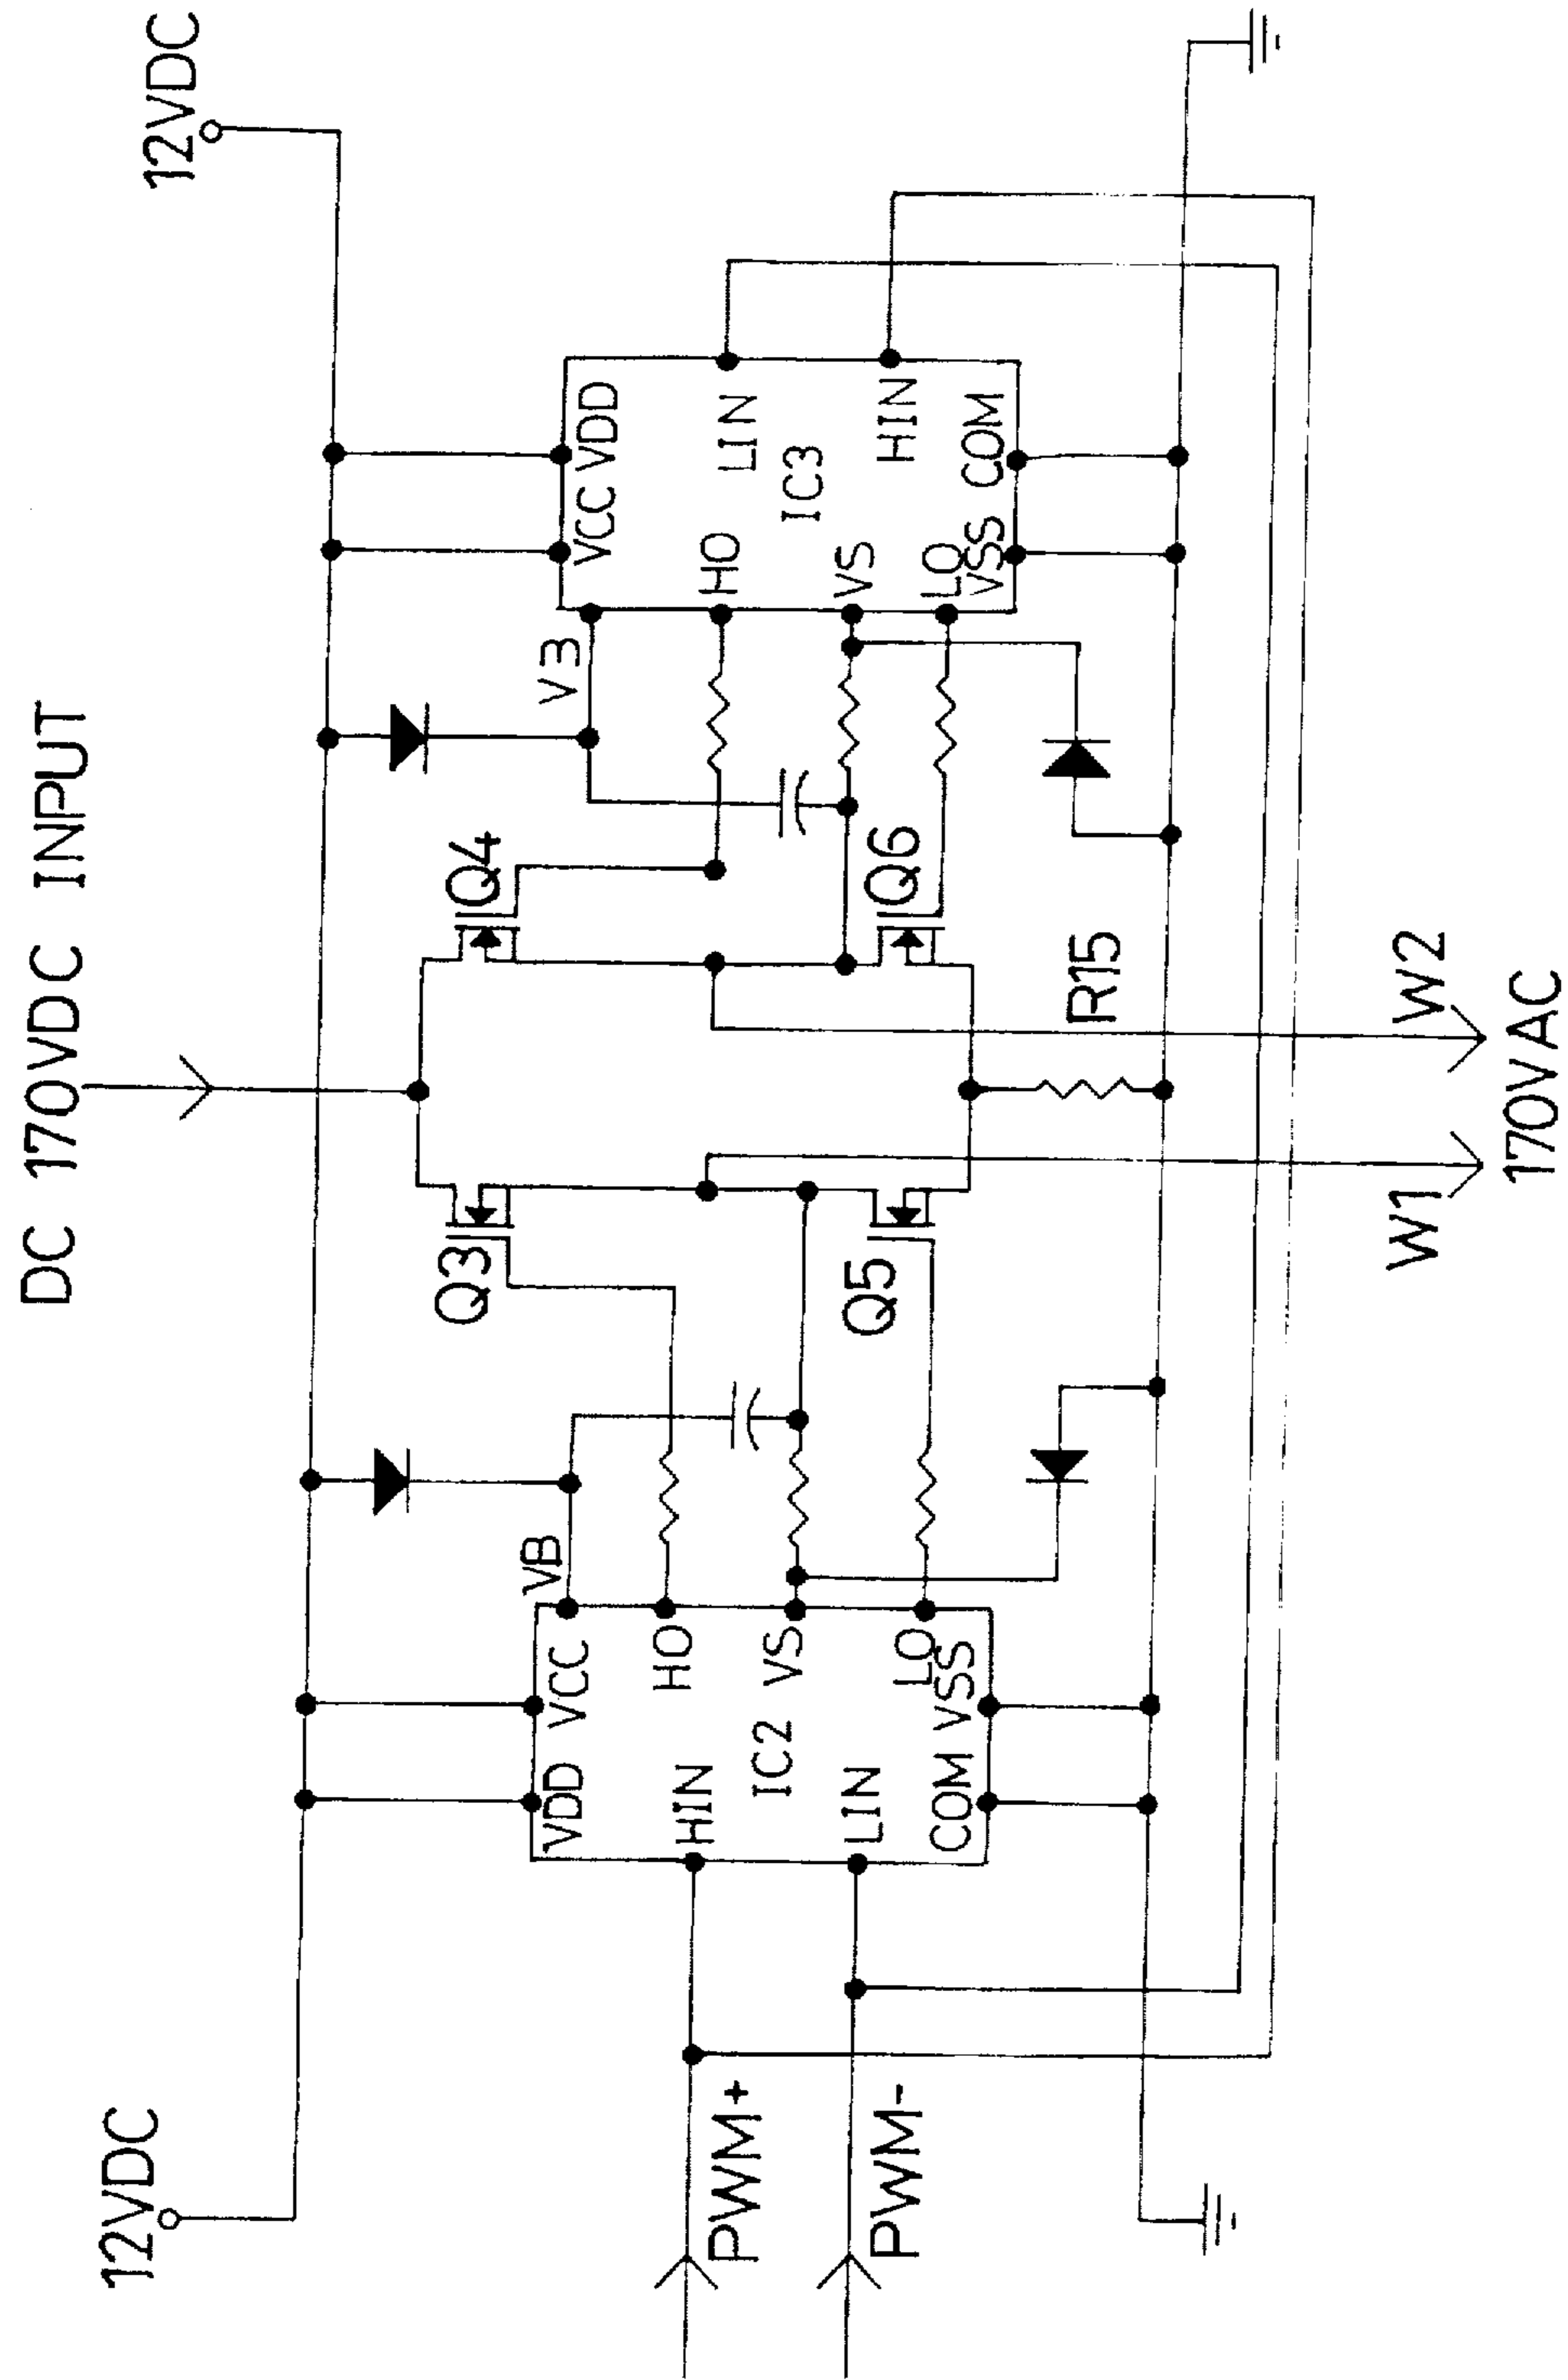 DC 170VDC INPUT
12VDC
12VDC
VB
V3
Q3
Q4
VDD
VCC
VCC
VDD
HIN
HO
HO
LIN
IC2
VS
VS
IC3
LIN
LO
LO
HIN
COM
VSS
VSS
COM
Q5
Q6
R15
PWM+
PWM-
W1
W2
170VAC